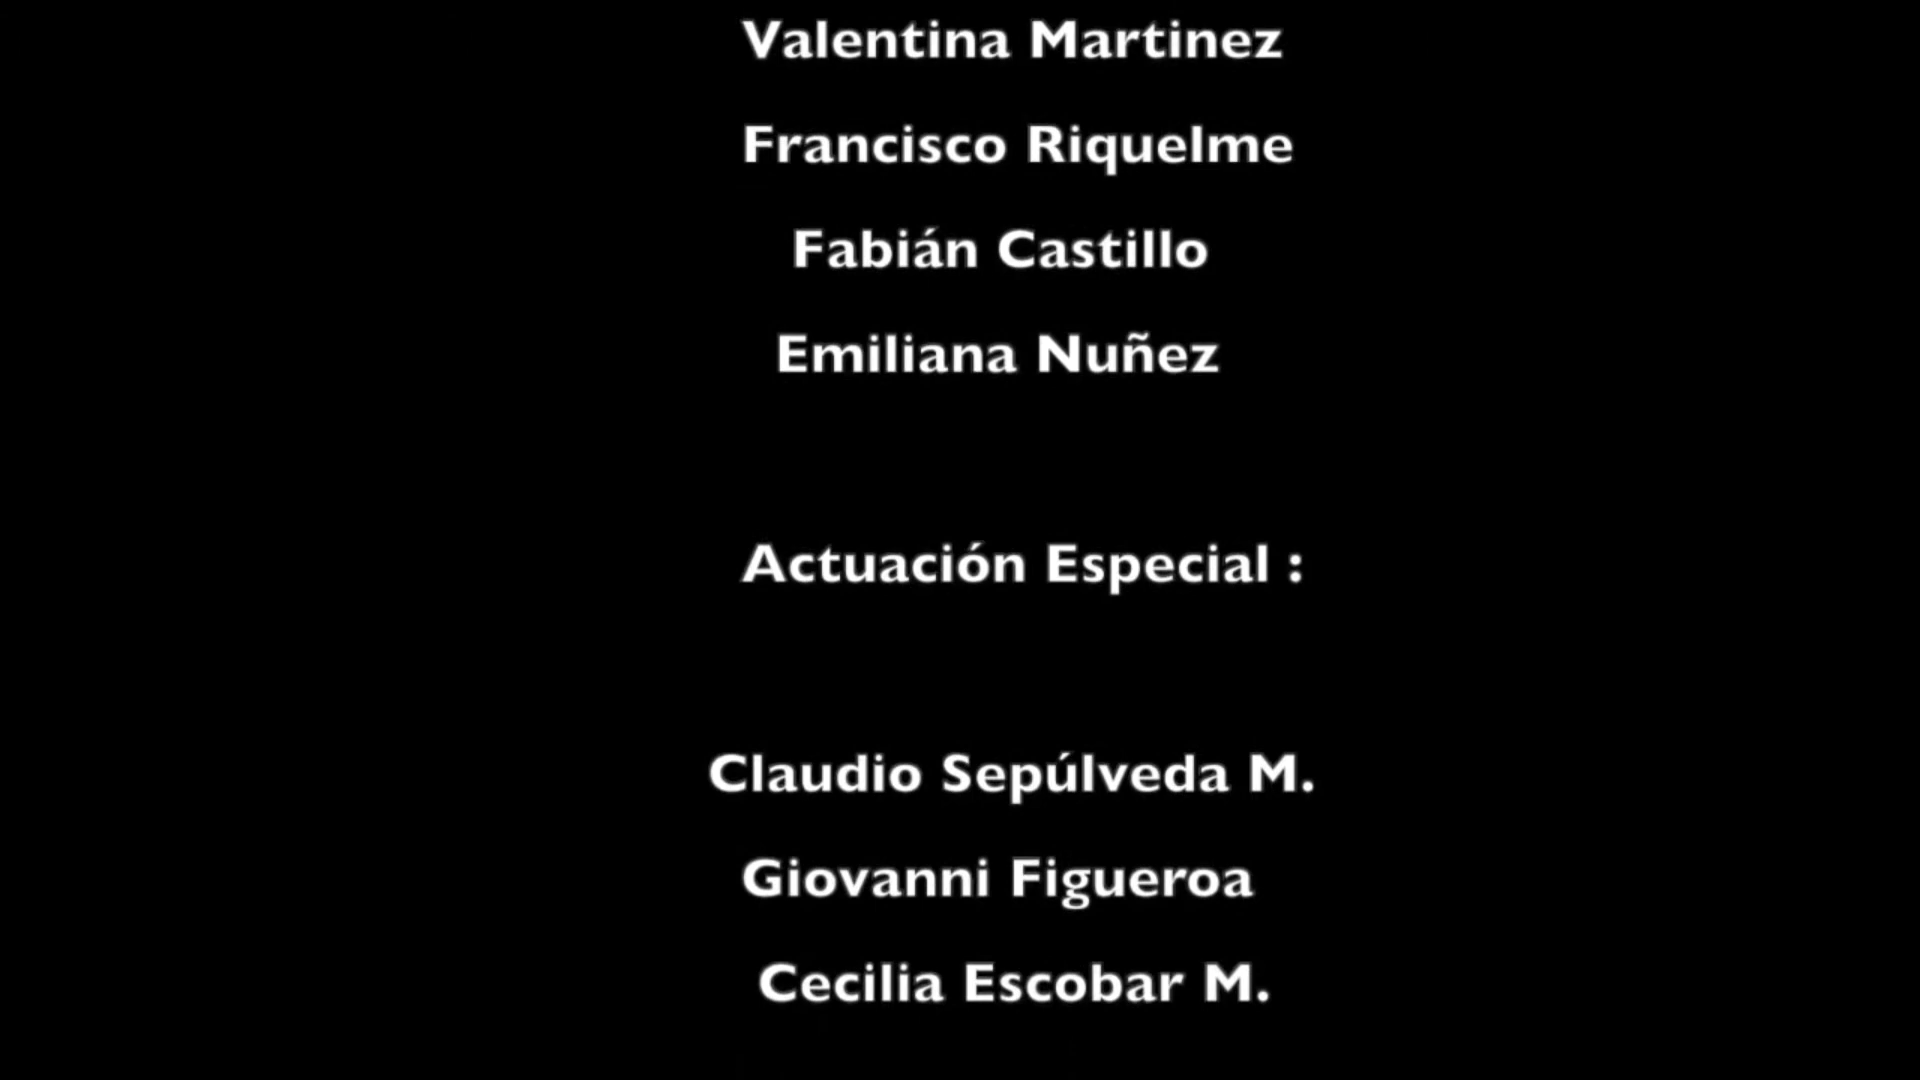 Valentina Martinez
Francisco Riquelme
Fabián Castillo
Emiliana Nuñez
Actuación Especial :
Claudio Sepúlveda M.
Giovanni Figueroa
Cecilia Escobar M.